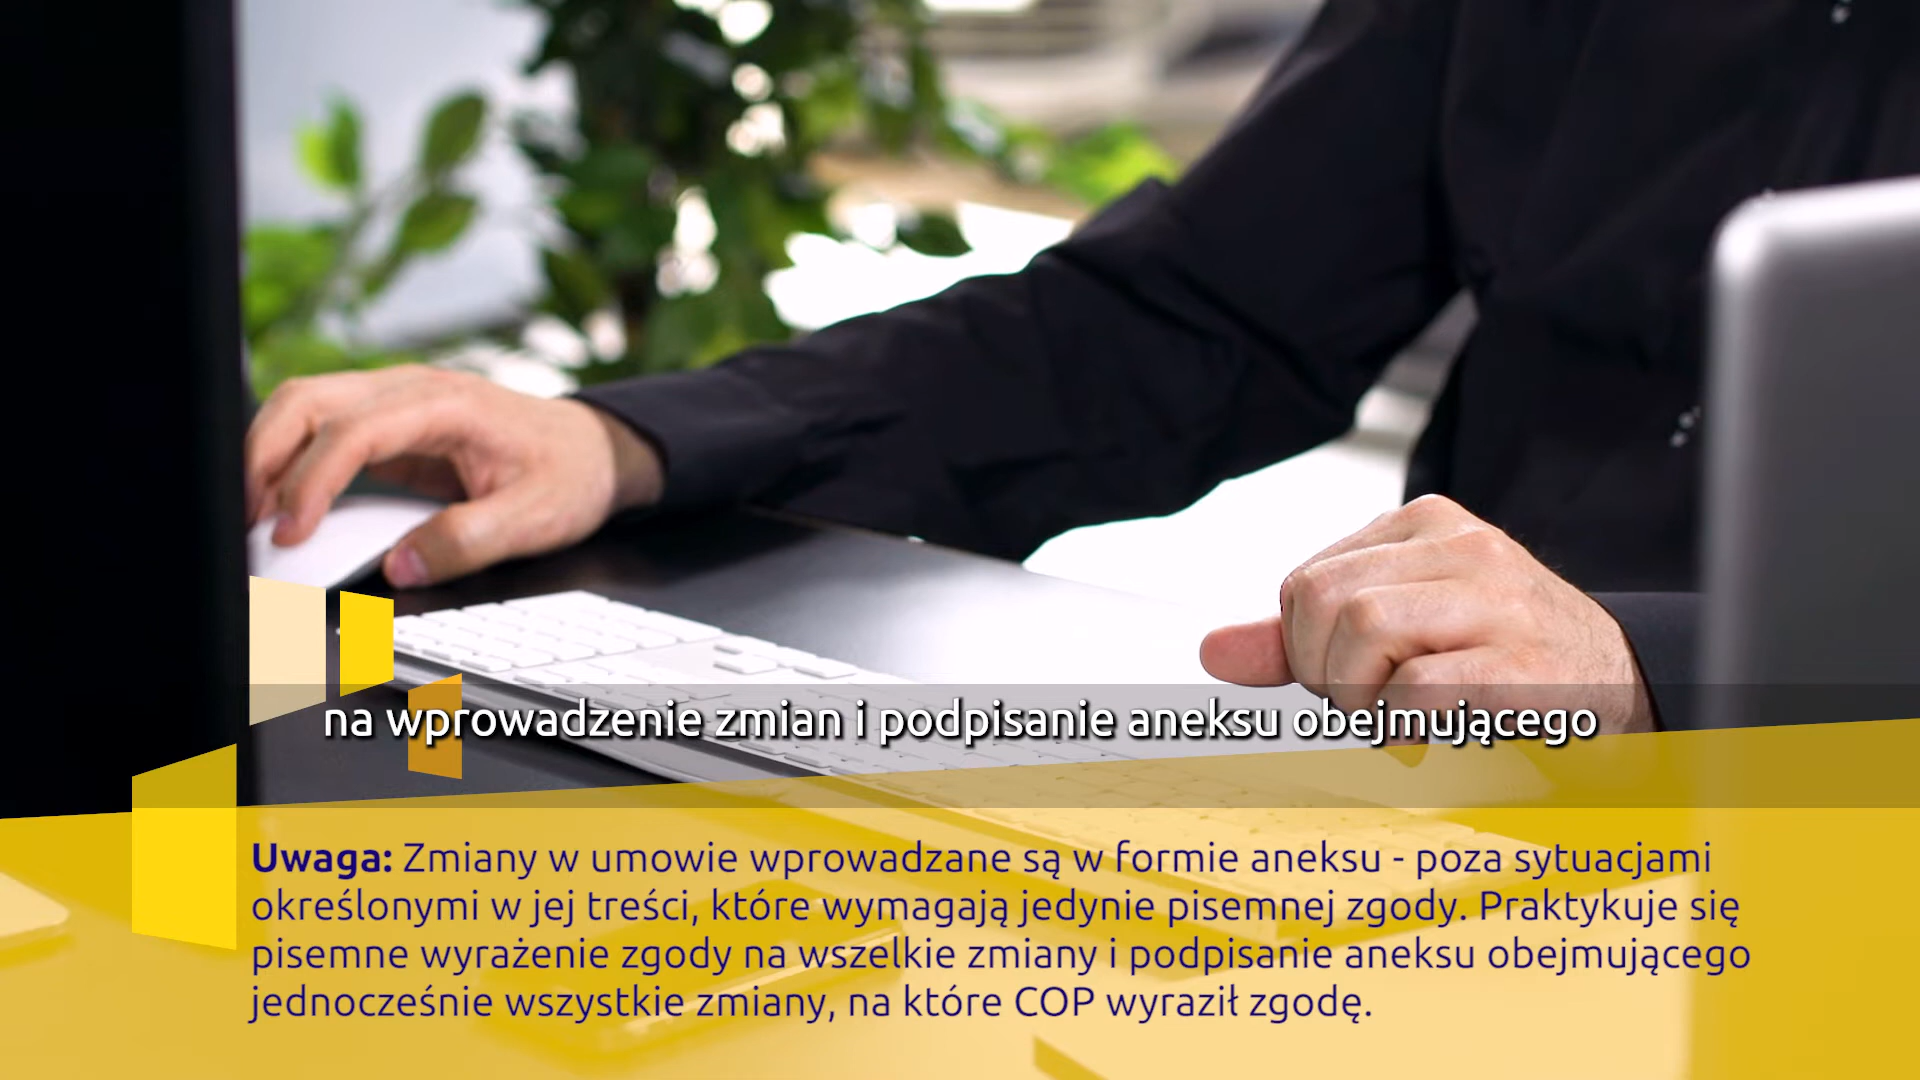 na wprowadzenie zmian i podpisanie aneksu obejmującego
Uwaga: Zmiany w umowie wprowadzane są w formie aneksu - poza sytuacjami
określonymi w jej treści, które wymagają jedynie pisemnej zgody. Praktykuje się
pisemne wyrażenie zgody na wszelkie zmiany i podpisanie aneksu obejmującego
jednocześnie wszystkie zmiany, na które COP wyraził zgodę.